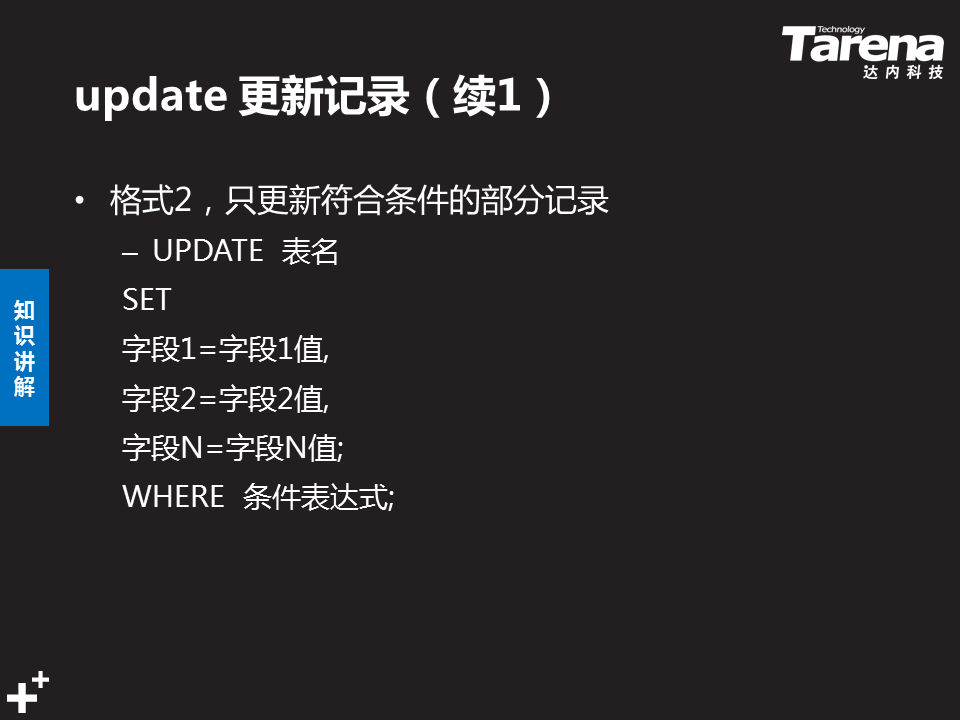 Technology
Tarena
达内科技
update 更新记录（续1）
• 格式2，只更新符合条件的部分记录
– UPDATE 表名
SET
字段1=字段1值,
字段2=字段2值,
字段N=字段N值;
WHERE 条件表达式;
知识讲解